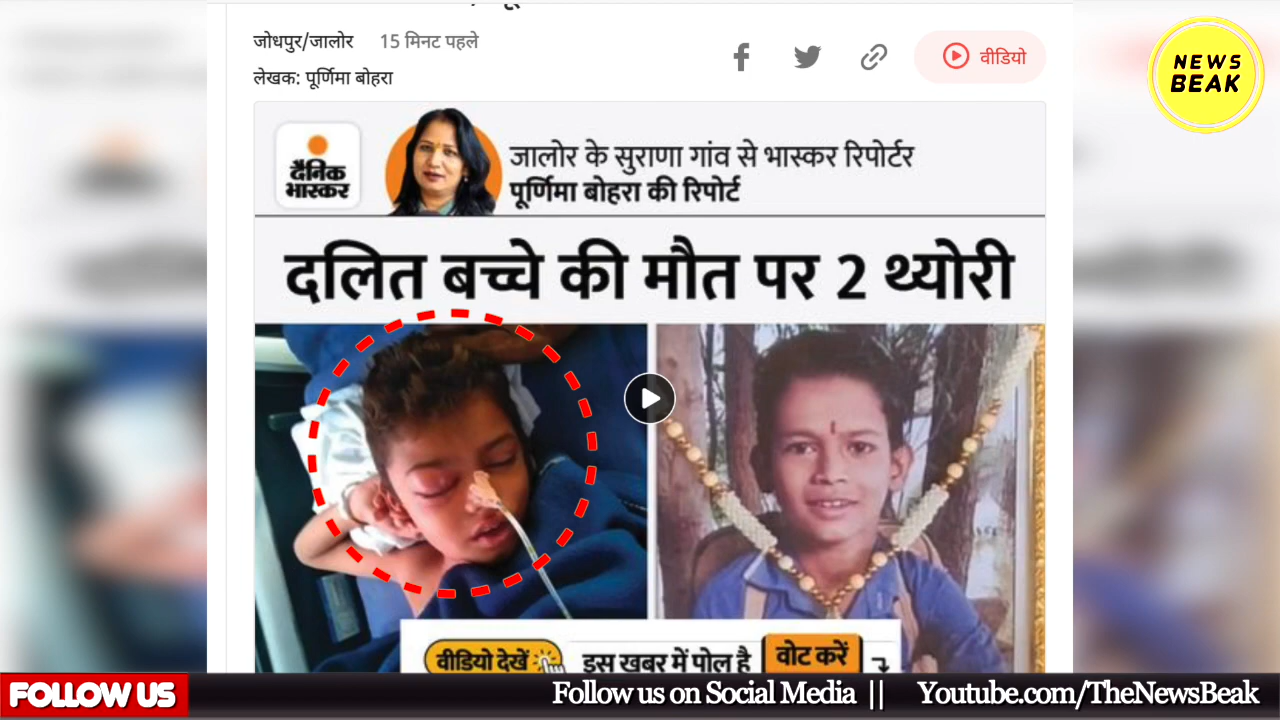 जोधपुर/जालोर 15 मिनट पहले
लेखक: पूर्णिमा बोहरा
वीडियो
NEWS
BEAK
दैनिक
भास्कर
जालोर के सुराणा गांव से भास्कर रिपोर्टर
पूर्णिमा बोहरा की रिपोर्ट
दलित बच्चे की मौत पर 2 थ्योरी
वीडियो देखें इस खबर में पोल है वोट करें
FOLLOW US Follow us on Social Media || Youtube.com/TheNewsBeak